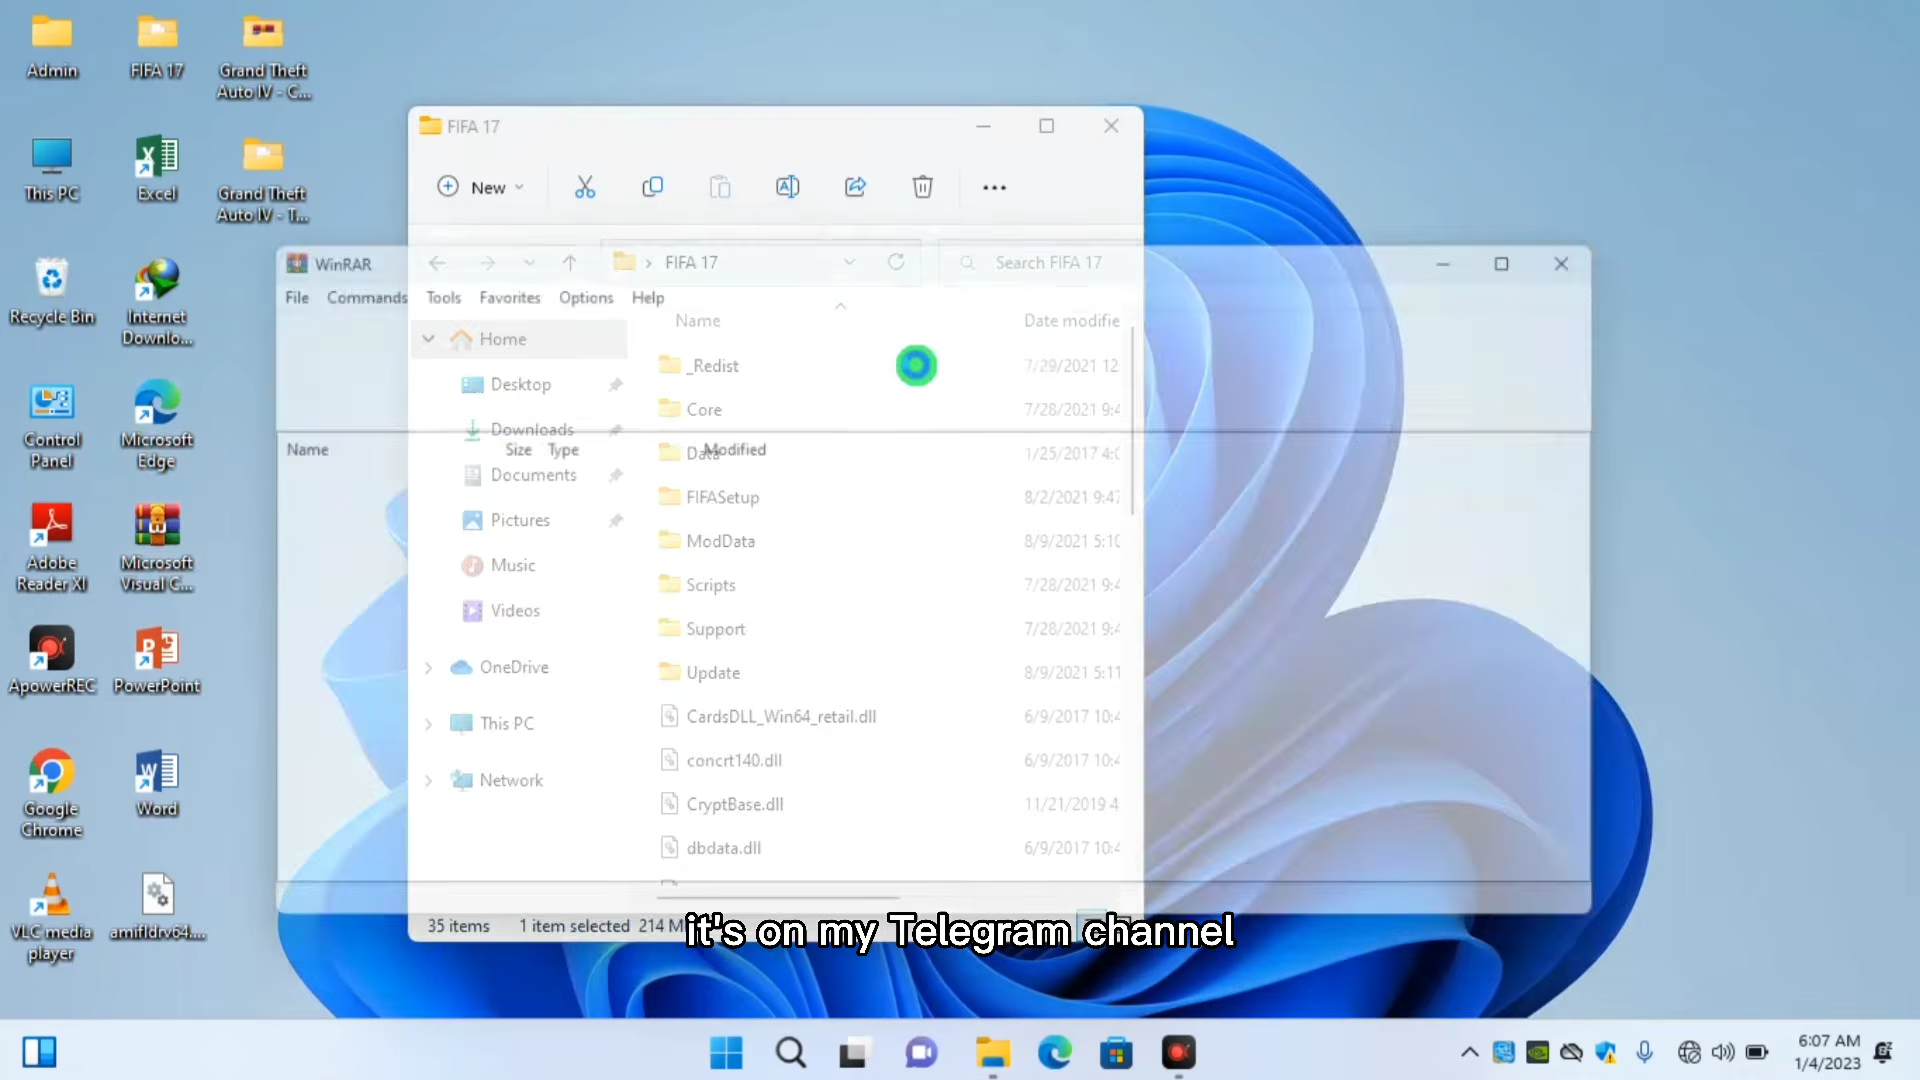 Admin
FIFA 17
Grand Theft
Auto IV - C...
This PC
Excel
Grand Theft
Auto IV - T...
Recycle Bin
Internet
Downlo...
Control
Panel
Microsoft
Edge
Adobe
Reader XI
Microsoft
Visual C...
ApowerREC
PowerPoint
Google
Chrome
Word
VLC media
player
amifldrv64....
FIFA 17
New
FIFA 17
Search FIFA 17
WinRAR
File Commands Tools Favorites Options Help
Name Size Type Modified
Home
Desktop
Downloads
Documents
Pictures
Music
Videos
OneDrive
This PC
Network
Name Date modifie
_Redist 7/29/2021 12
Core 7/28/2021 9:4
Data 1/25/2017 4:0
FIFASetup 8/2/2021 9:47
ModData 8/9/2021 5:10
Scripts 7/28/2021 9:4
Support 7/28/2021 9:4
Update 8/9/2021 5:11
CardsDLL_Win64_retail.dll 6/9/2017 10:4
concrt140.dll 6/9/2017 10:4
CryptBase.dll 11/21/2019 4
dbdata.dll 6/9/2017 10:4
35 items 1 item selected 214 M
it's on my Telegram channel
6:07 AM
1/4/2023